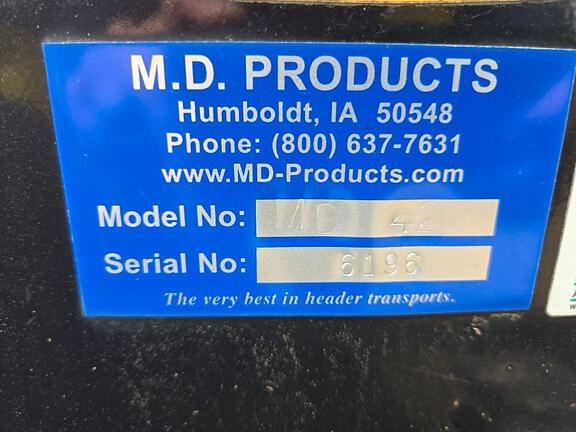 M.D. PRODUCTS
Humboldt, IA 50548
Phone: (800) 637-7631
www.MD-Products.com
Model No: MD 42
Serial No: 6196
The very best in header transports.